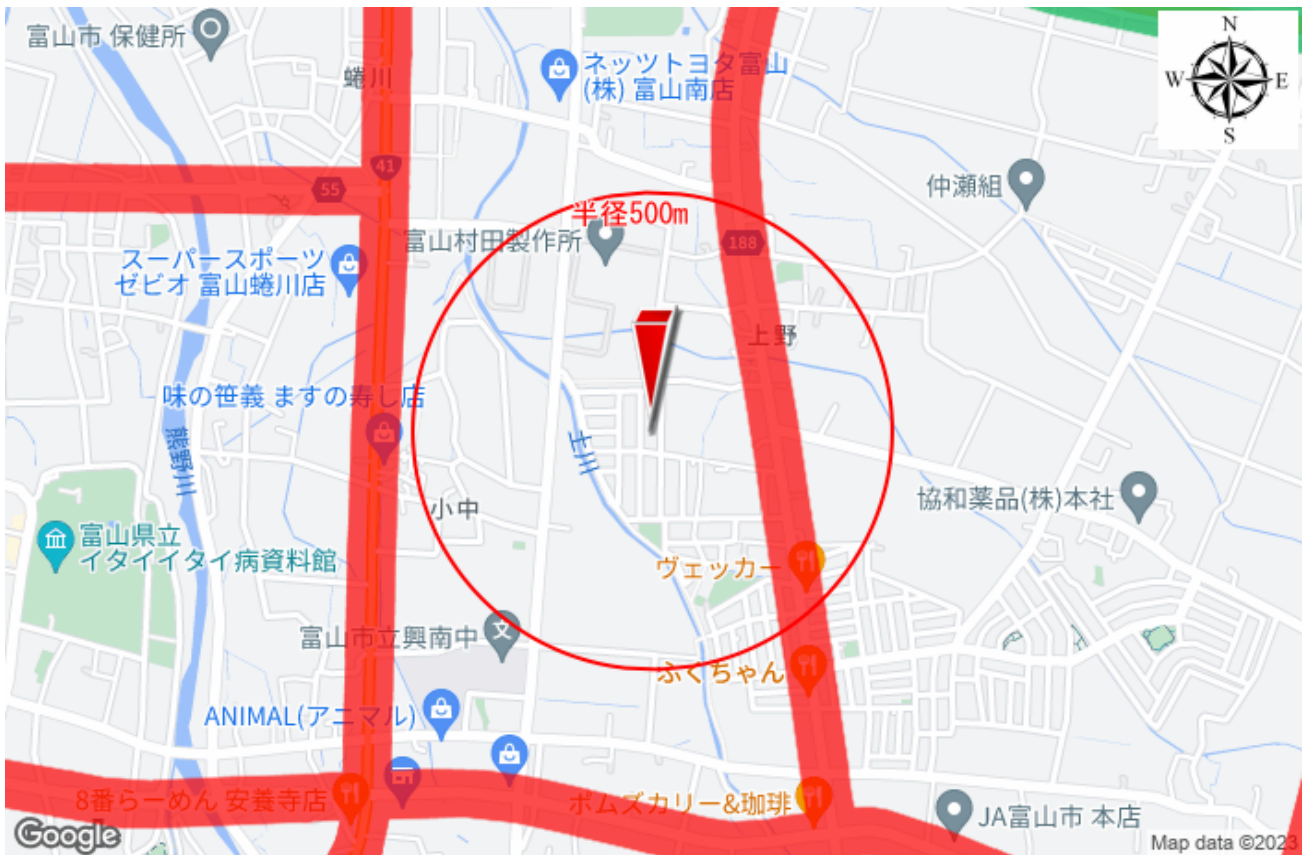 富山市 保健所
蜷川
ネッツトヨタ富山
(株) 富山南店
N
W
E
S
41
55
仲瀬組
半径500m
富山村田製作所
188
スーパースポーツ
ゼビオ 富山蜷川店
上野
味の笹義 ますの寿し店
熊野川
土川
小中
協和薬品(株)本社
富山県立
イタイイタイ病資料館
ヴェッカー
富山市立興南中
ふくちゃん
ANIMAL(アニマル)
8番らーめん 安養寺店
ポムズカリー&珈琲
JA富山市 本店
Google
Map data ©2023